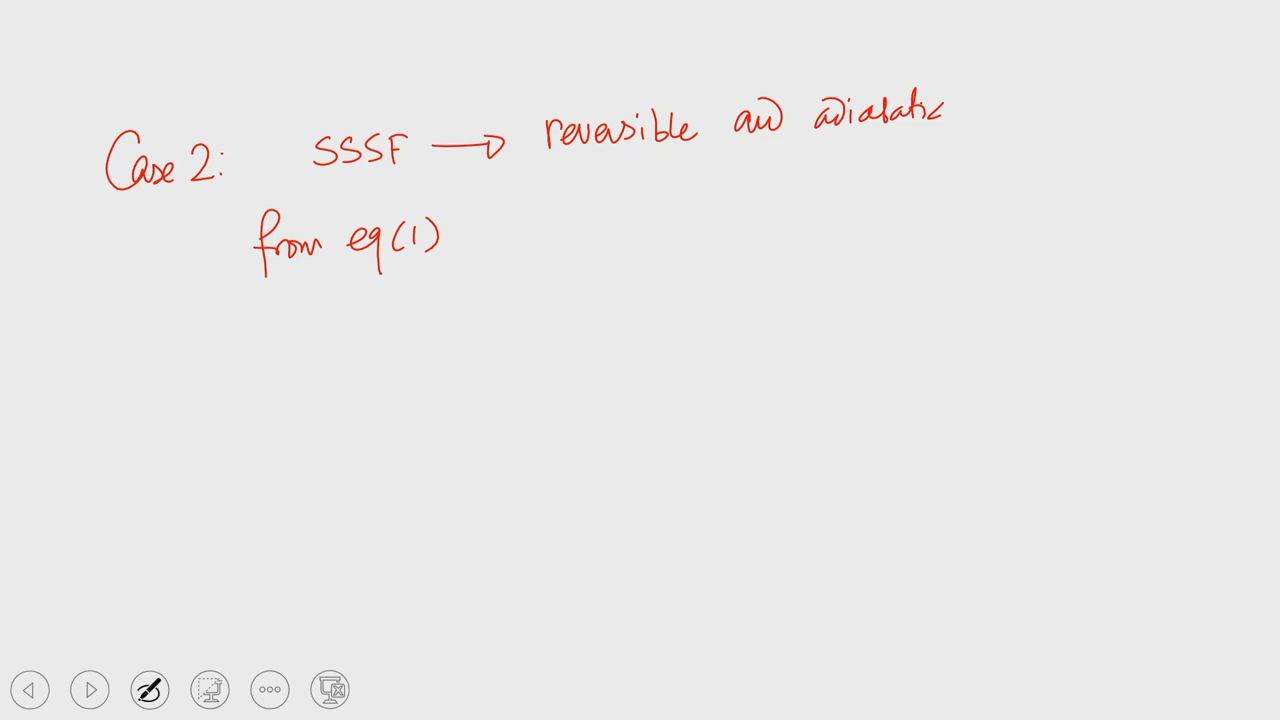 Case 2: SSSF → reversible and adiabatic
from eq(1)